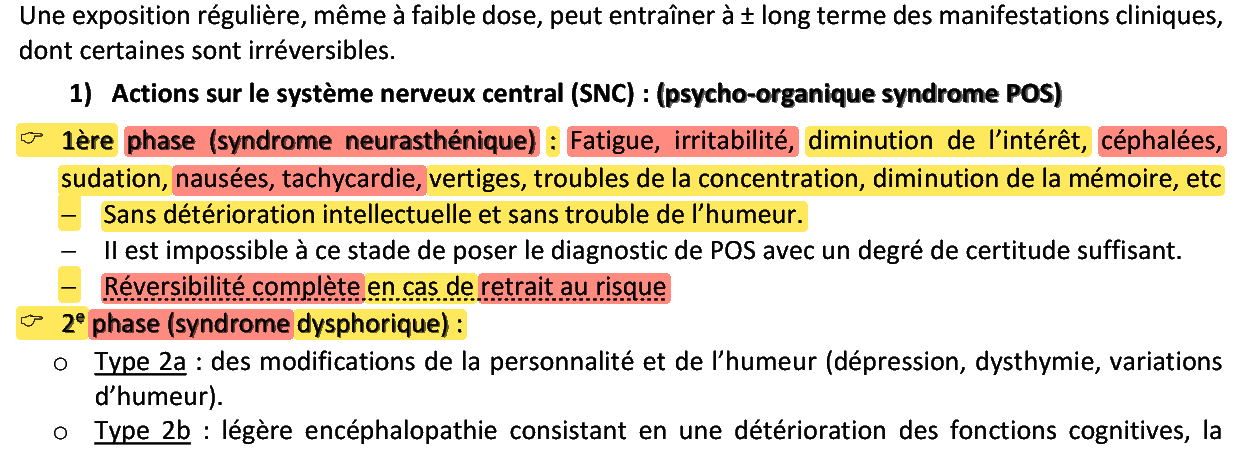 Une exposition régulière, même à faible dose, peut entraîner à ± long terme des manifestations cliniques,
dont certaines sont irréversibles.
1) Actions sur le système nerveux central (SNC) : (psycho-organique syndrome POS)
☞ 1ère phase (syndrome neurasthénique) : Fatigue, irritabilité, diminution de l’intérêt, céphalées,
sudation, nausées, tachycardie, vertiges, troubles de la concentration, diminution de la mémoire, etc
– Sans détérioration intellectuelle et sans trouble de l’humeur.
– II est impossible à ce stade de poser le diagnostic de POS avec un degré de certitude suffisant.
– Réversibilité complète en cas de retrait au risque
☞ 2e phase (syndrome dysphorique) :
o Type 2a : des modifications de la personnalité et de l’humeur (dépression, dysthymie, variations
d’humeur).
o Type 2b : légère encéphalopathie consistant en une détérioration des fonctions cognitives, la